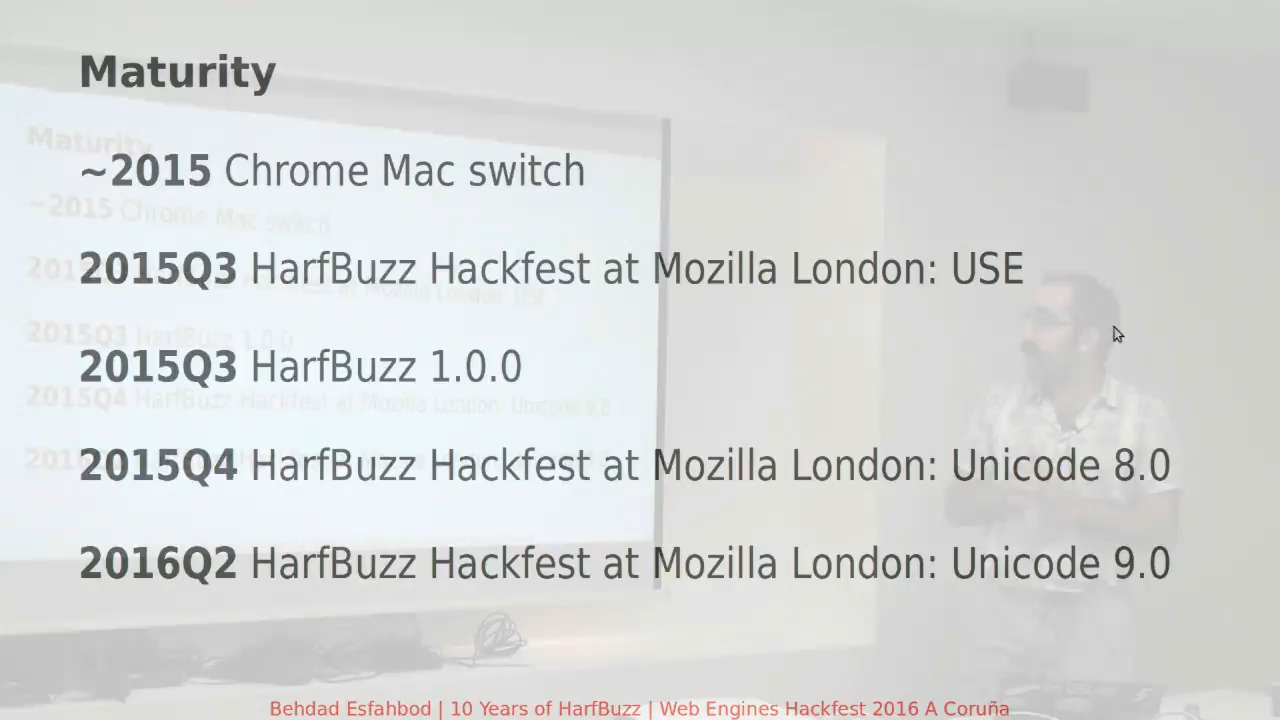 Maturity
~2015 Chrome Mac switch
2015Q3 HarfBuzz Hackfest at Mozilla London: USE
2015Q3 HarfBuzz 1.0.0
2015Q4 HarfBuzz Hackfest at Mozilla London: Unicode 8.0
2016Q2 HarfBuzz Hackfest at Mozilla London: Unicode 9.0
Behdad Esfahbod | 10 Years of HarfBuzz | Web Engines Hackfest 2016 A Coruña